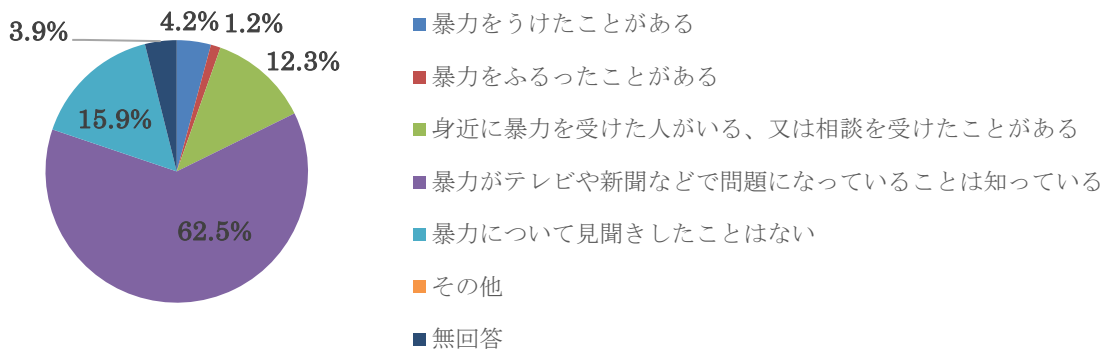 3.9%
4.2%
1.2%
12.3%
15.9%
62.5%
暴力をうけたことがある
暴力をふるったことがある
身近に暴力を受けた人がいる、又は相談を受けたことがある
暴力がテレビや新聞などで問題になっていることは知っている
暴力について見聞きしたことはない
その他
無回答